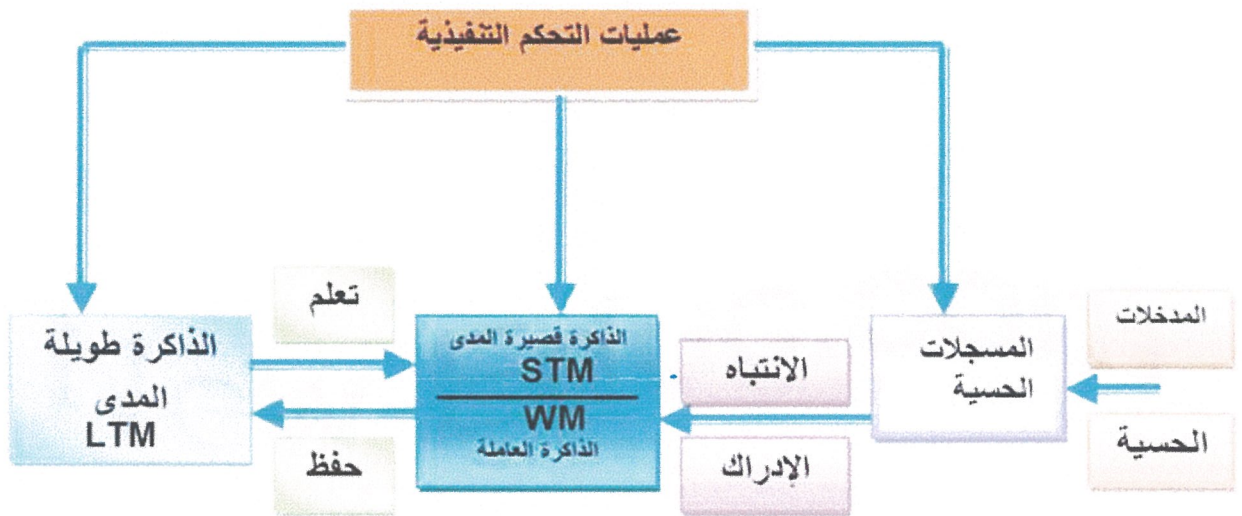 عمليات التحكم التنفيذية
المدخلات
الحسية
المسجلات
الحسية
الانتباه
الإدراك
الذاكرة قصيرة المدى
STM
WM
الذاكرة العاملة
تعلم
حفظ
الذاكرة طويلة
المدى
LTM